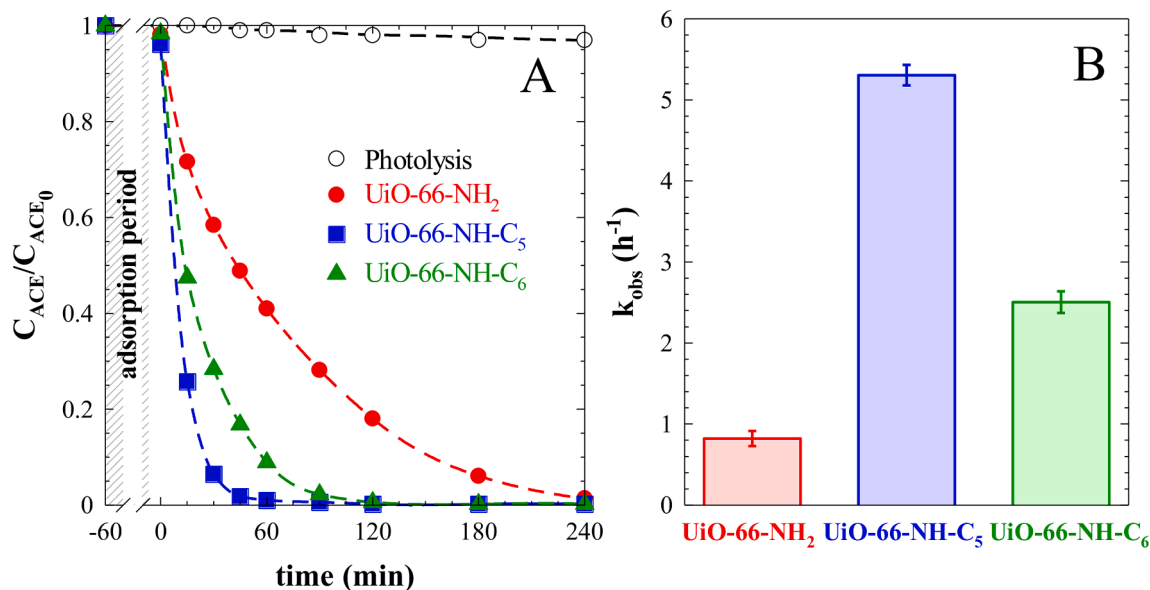 A
C_ACE/C_ACE0
1
0.8
0.6
0.4
0.2
0
adsorption period
Photolysis
UiO-66-NH2
UiO-66-NH-C5
UiO-66-NH-C6
-60
0
60
120
180
240
time (min)
B
k_obs (h^-1)
6
5
4
3
2
1
0
UiO-66-NH2 UiO-66-NH-C5 UiO-66-NH-C6